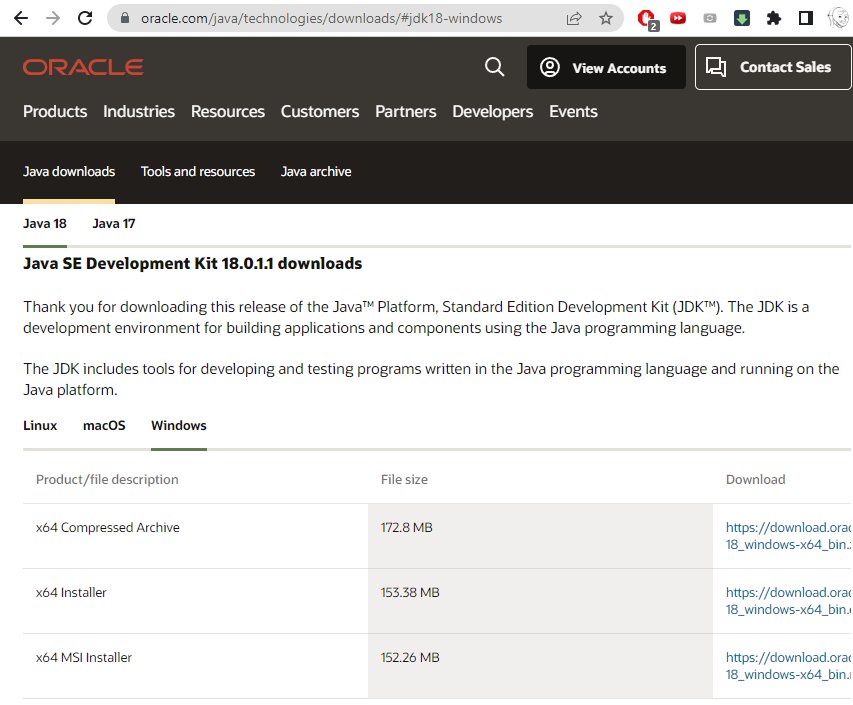 oracle.com/java/technologies/downloads/#jdk18-windows
2
ORACLE
View Accounts
Contact Sales
Products Industries Resources Customers Partners Developers Events
Java downloads Tools and resources Java archive
Java 18 Java 17
Java SE Development Kit 18.0.1.1 downloads
Thank you for downloading this release of the Java™ Platform, Standard Edition Development Kit (JDK™). The JDK is a
development environment for building applications and components using the Java programming language.
The JDK includes tools for developing and testing programs written in the Java programming language and running on the
Java platform.
Linux macOS Windows
Product/file description File size Download
x64 Compressed Archive 172.8 MB https://download.orac
18_windows-x64_bin.z
x64 Installer 153.38 MB https://download.orac
18_windows-x64_bin.e
x64 MSI Installer 152.26 MB https://download.orac
18_windows-x64_bin.m